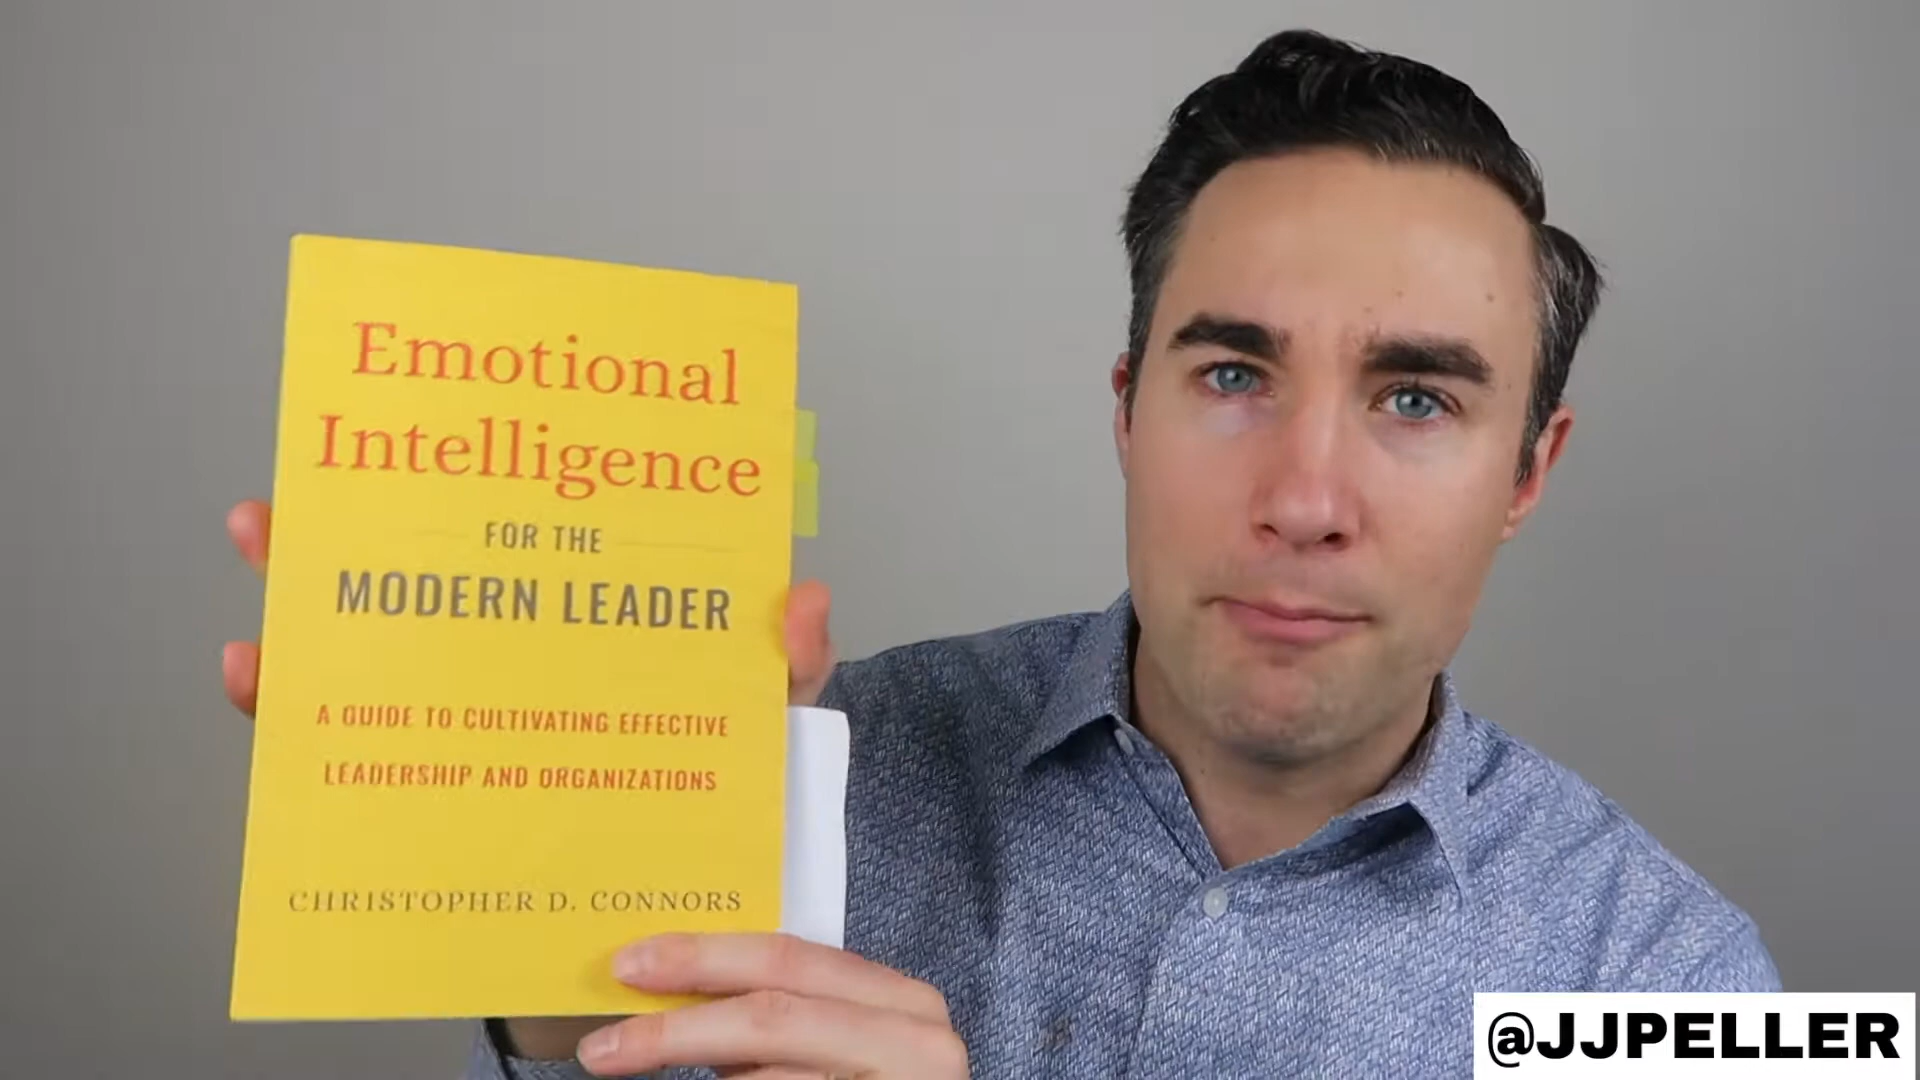 Emotional
Intelligence
FOR THE
MODERN LEADER
A GUIDE TO CULTIVATING EFFECTIVE
LEADERSHIP AND ORGANIZATIONS
CHRISTOPHER D. CONNORS
@JJPELLER